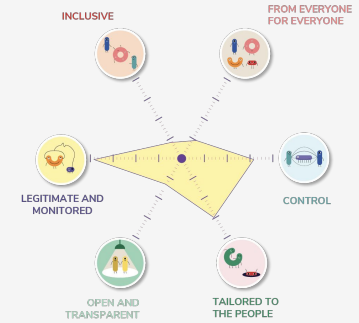 INCLUSIVE
FROM EVERYONE
FOR EVERYONE
LEGITIMATE AND
MONITORED
CONTROL
OPEN AND
TRANSPARENT
TAILORED TO
THE PEOPLE